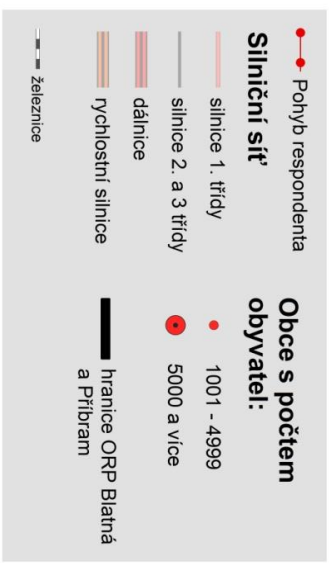 Pohyb respondenta
Silniční síť
silnice 1. třídy
silnice 2. a 3 třídy
dálnice
rychlostní silnice
železnice
Obce s počtem
obyvatel:
1001 - 4999
5000 a více
hranice ORP Blatná
a Příbram